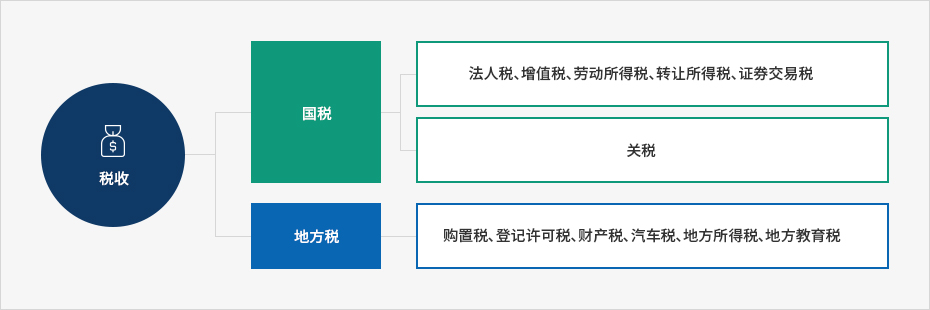 税收
国税
法人税、增值税、劳动所得税、转让所得税、证券交易税
关税
地方税
购置税、登记许可税、财产税、汽车税、地方所得税、地方教育税